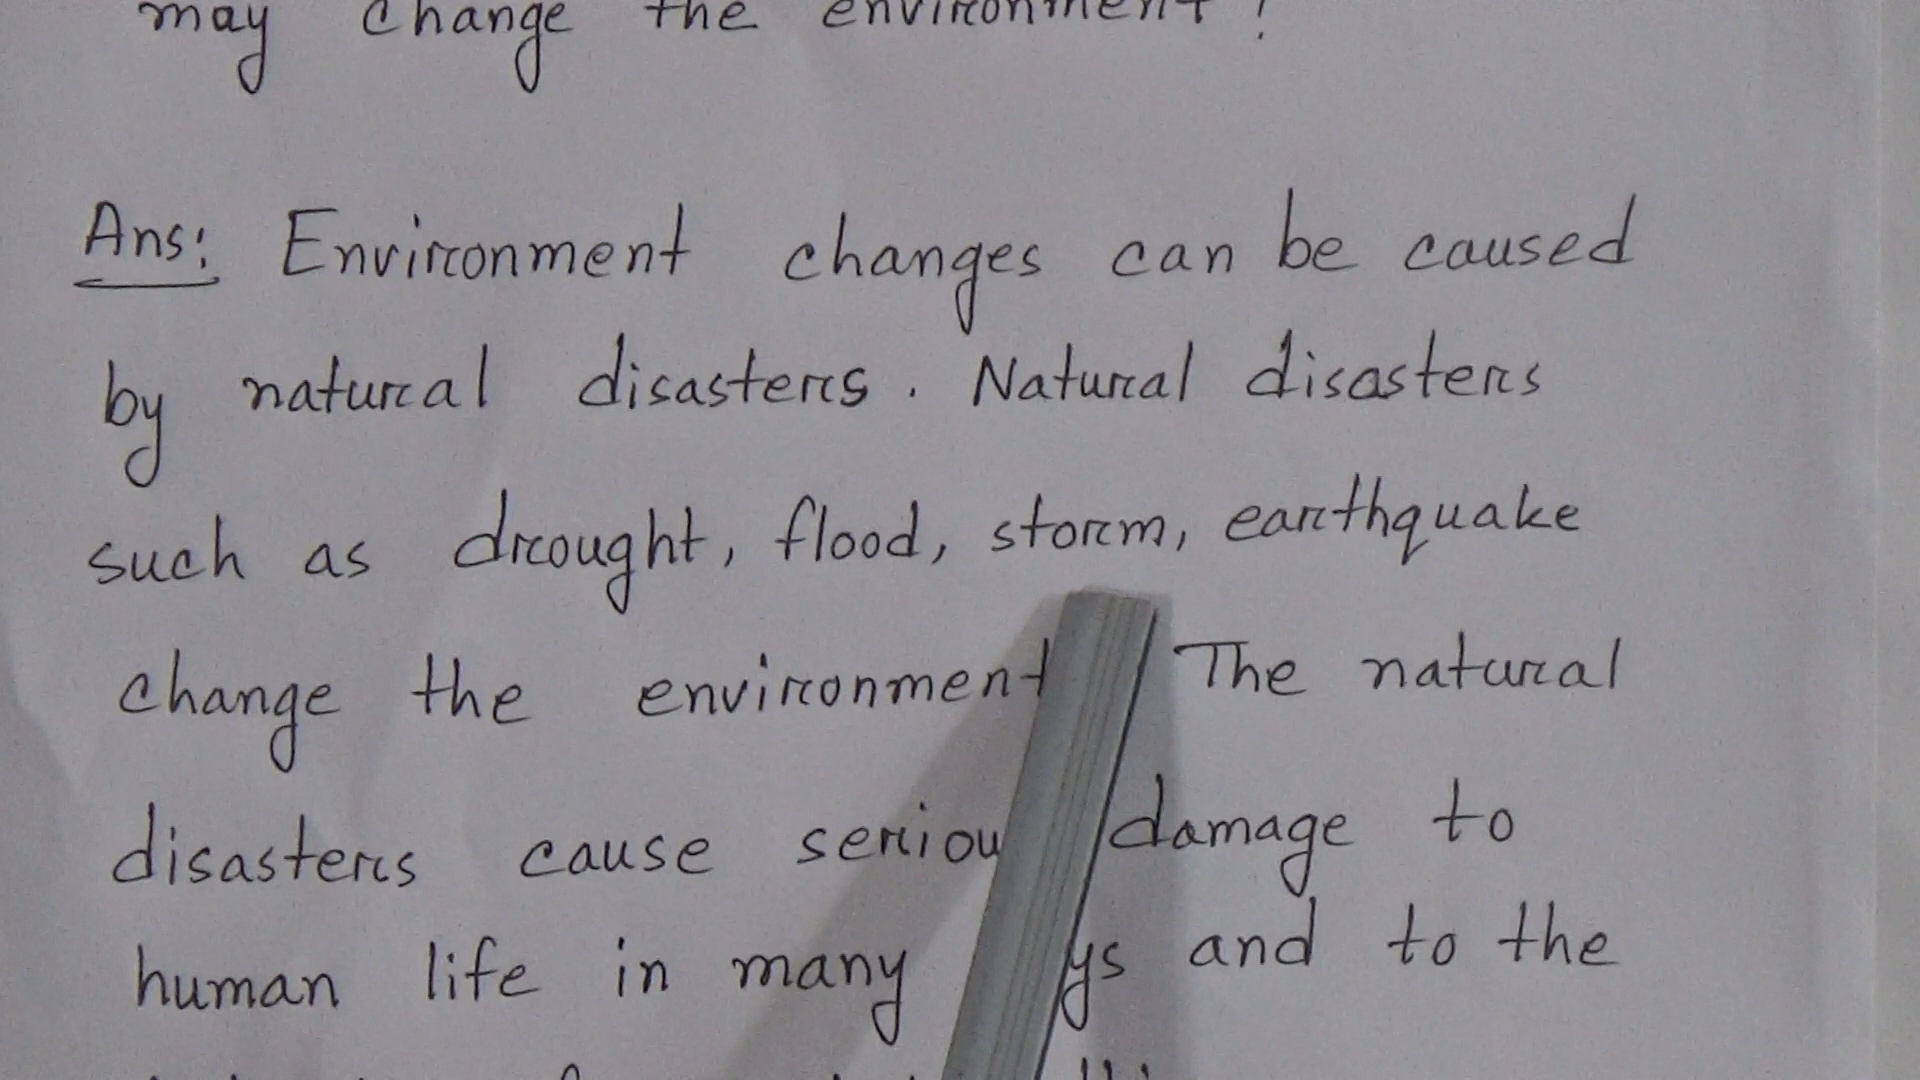 may change the environment?
Ans: Environment changes can be caused
by natural disasters. Natural disasters
such as drought, flood, storm, earthquake
change the environment The natural
disasters cause seriou damage to
human life in many ys and to the